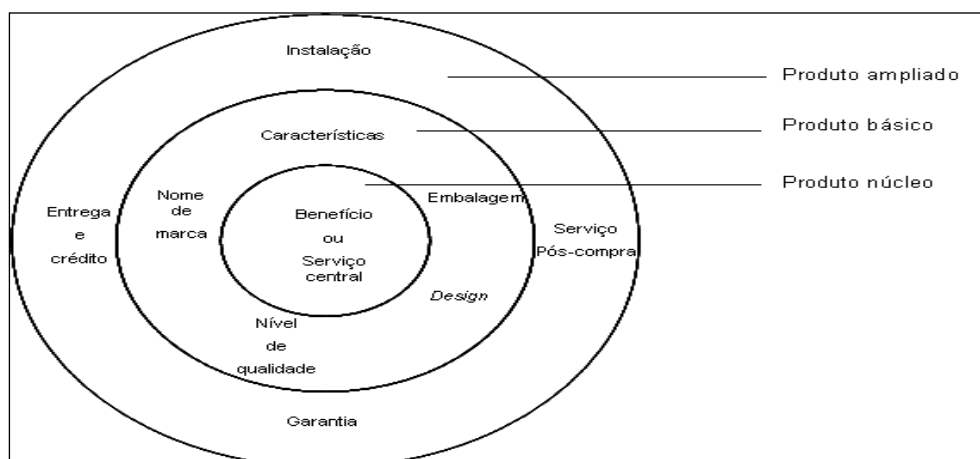 Instalação
Produto ampliado
Produto básico
Características
Produto núcleo
Nome
de
marca
Embalagem
Entrega
e
crédito
Benefício
ou
Serviço
central
Serviço
Pós-compra
Design
Nível
de
qualidade
Garantia